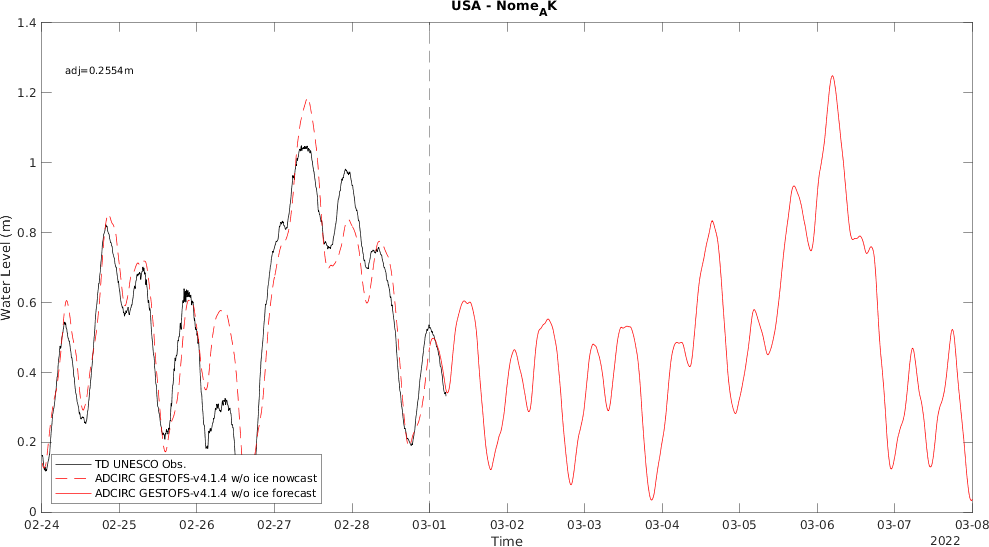 USA - Nome_AK
1.4
adj=0.2554m
1.2
1
0.8
0.6
0.4
0.2
0
Water Level (m)
TD UNESCO Obs.
ADCIRC GESTOFS-v4.1.4 w/o ice nowcast
ADCIRC GESTOFS-v4.1.4 w/o ice forecast
02-24 02-25 02-26 02-27 02-28 03-01 03-02 03-03 03-04 03-05 03-06 03-07 03-08
Time
2022